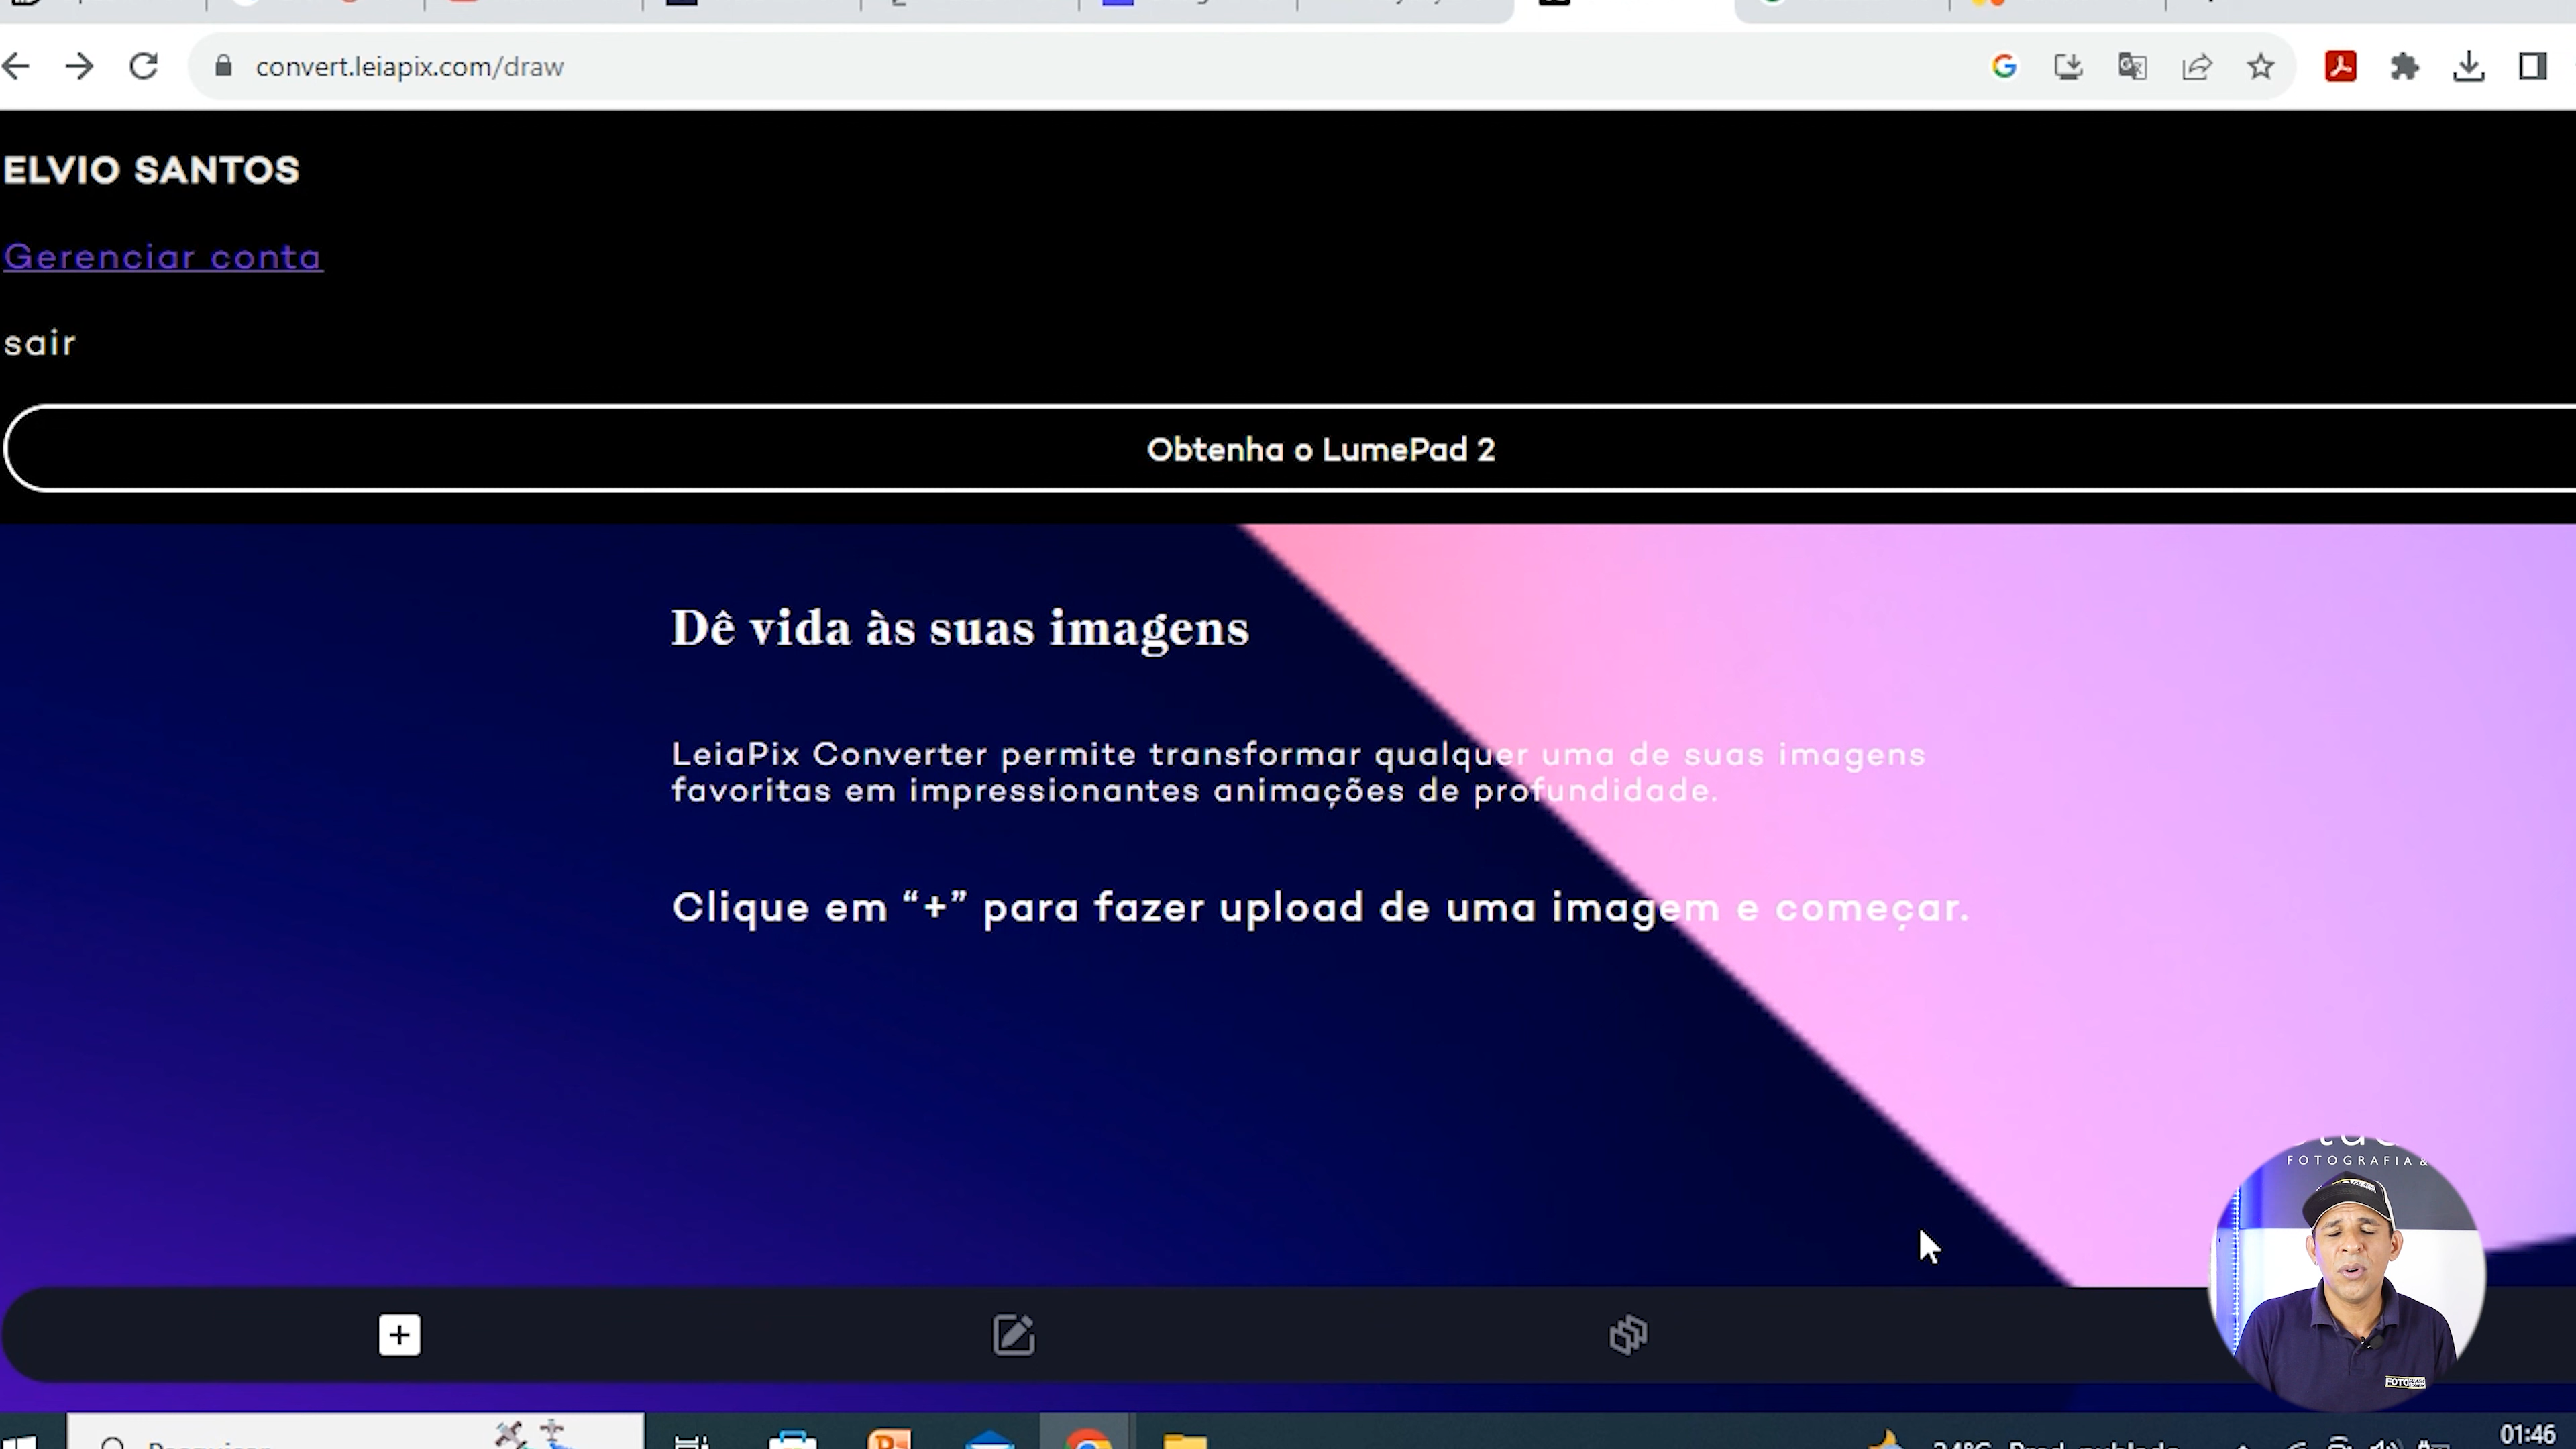 convert.leiapix.com/draw
ELVIO SANTOS
Gerenciar conta
sair
Obtenha o LumePad 2
Dê vida às suas imagens
LeiaPix Converter permite transformar qualquer uma de suas imagens
favoritas em impressionantes animações de profundidade.
Clique em “+” para fazer upload de uma imagem e começar.
FOTOGRAFIA &
FOTO
01:46